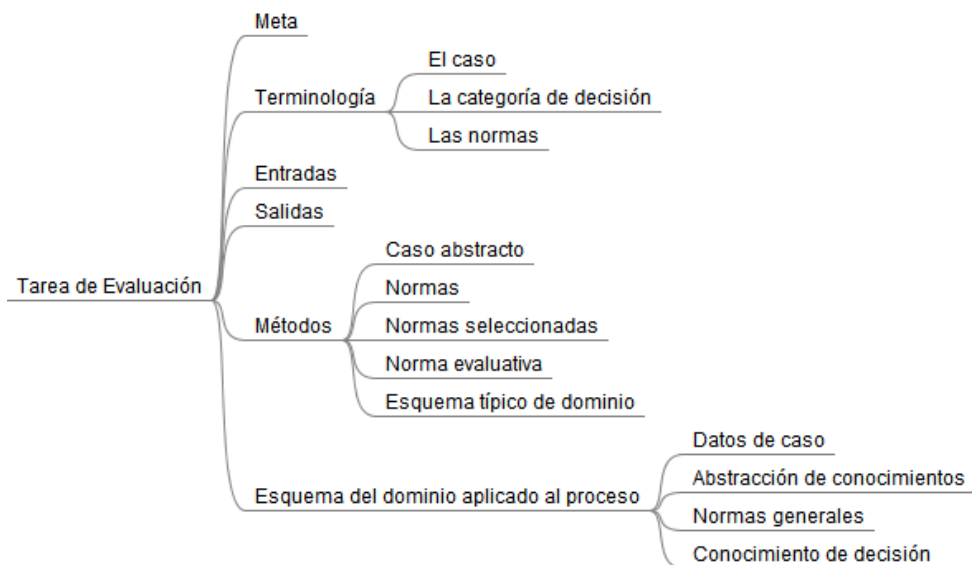 Meta
El caso
Terminología
La categoría de decisión
Las normas
Entradas
Salidas
Caso abstracto
Tarea de Evaluación
Normas
Métodos
Normas seleccionadas
Norma evaluativa
Esquema típico de dominio
Datos de caso
Abstracción de conocimientos
Esquema del dominio aplicado al proceso
Normas generales
Conocimiento de decisión